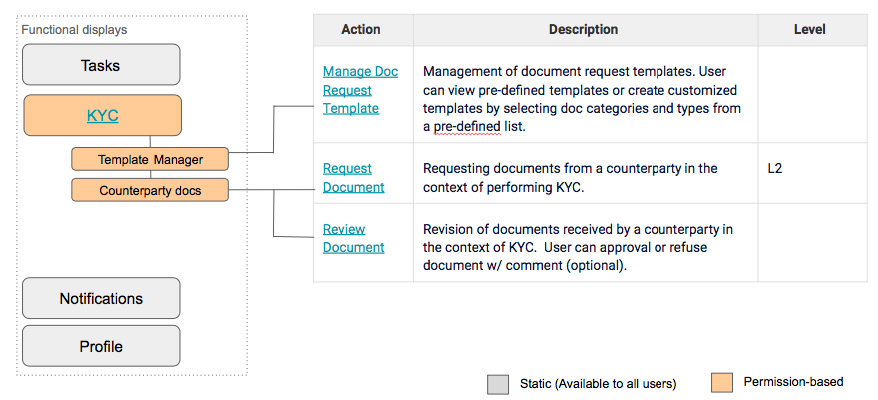 Functional displays
Tasks
KYC
Template Manager
Counterparty docs
Notifications
Profile
Action Description Level
Manage Doc
Request
Template
Management of document request templates. User
can view pre-defined templates or create customized
templates by selecting doc categories and types from
a pre-defined list.
Request
Document
Requesting documents from a counterparty in the
context of performing KYC.
L2
Review
Document
Revision of documents received by a counterparty in
the context of KYC.  User can approval or refuse
document w/ comment (optional).
Static (Available to all users)
Permission-based